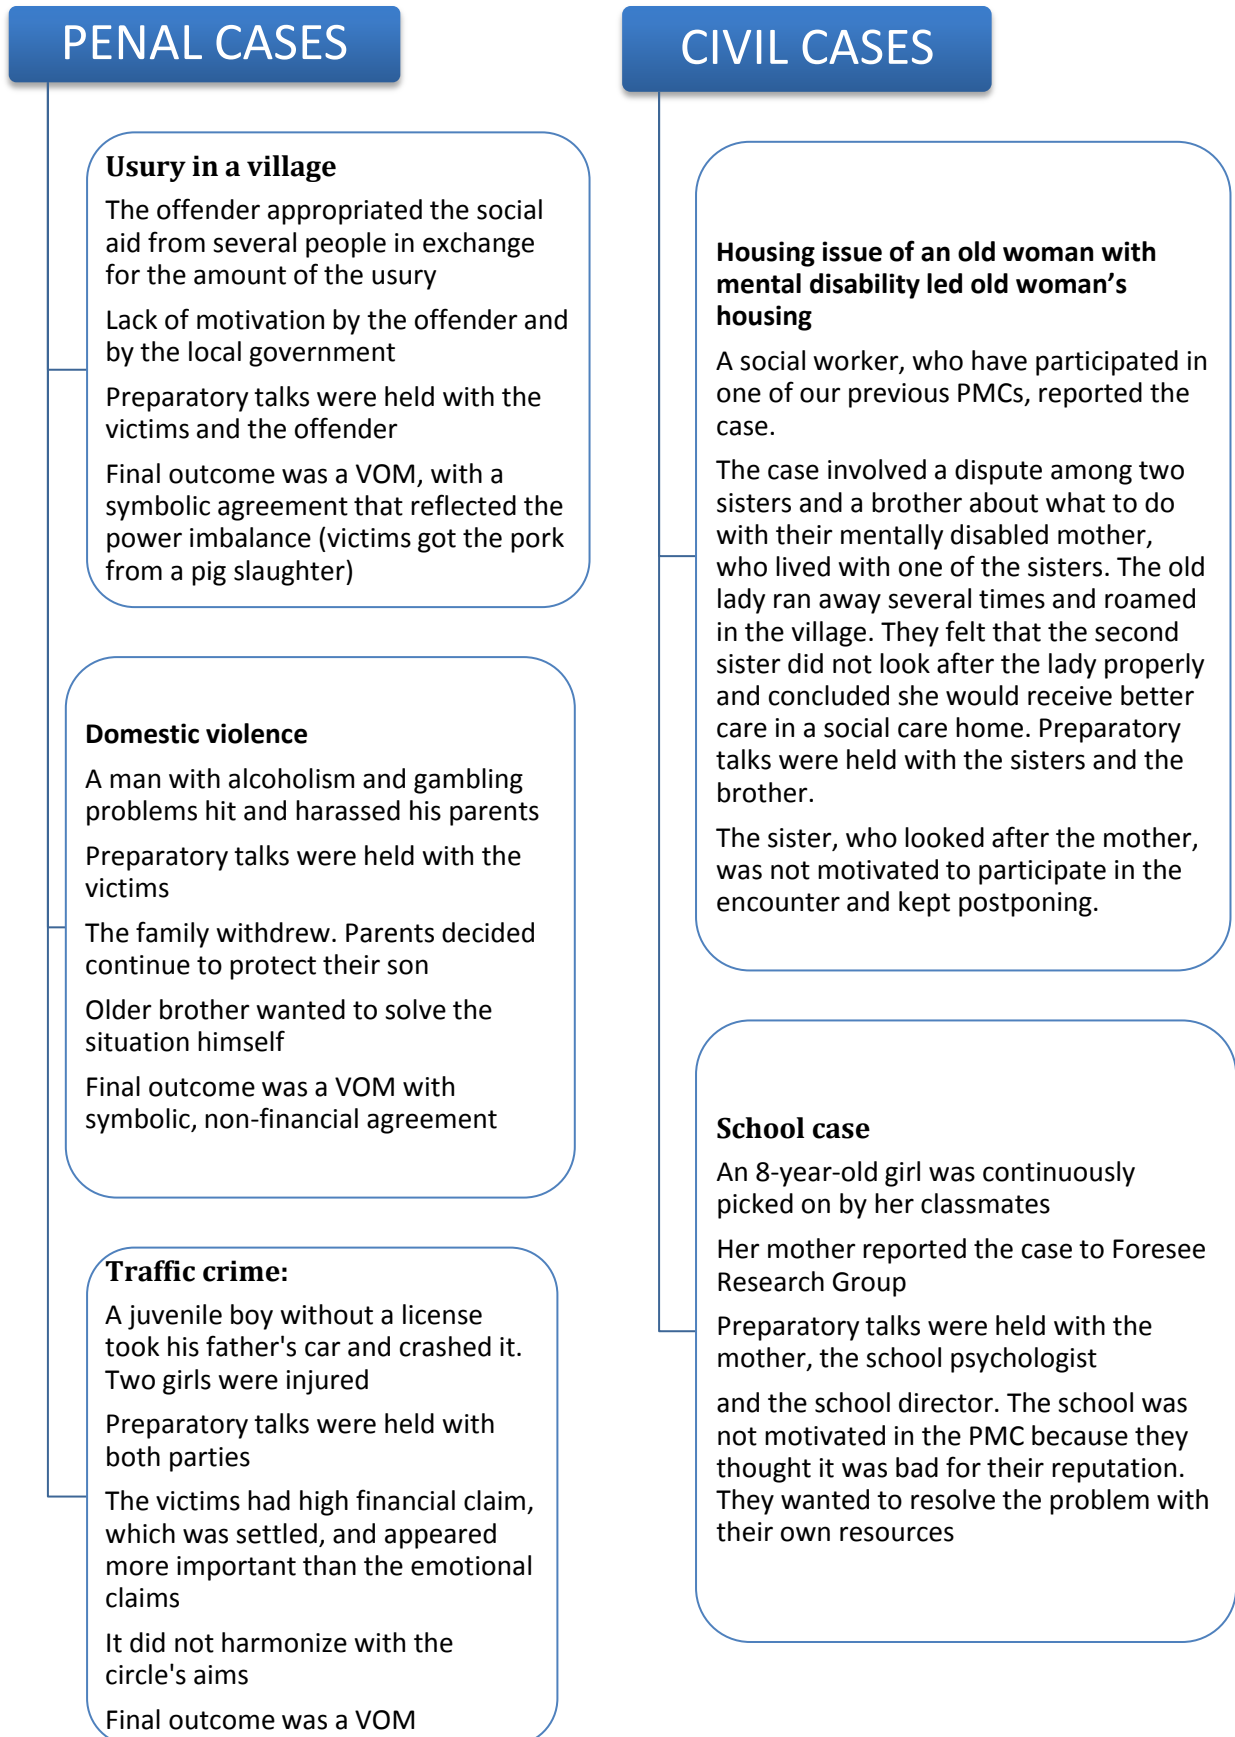 PENAL CASES
Usury in a village
The offender appropriated the social
aid from several people in exchange
for the amount of the usury
Lack of motivation by the offender and
by the local government
Preparatory talks were held with the
victims and the offender
Final outcome was a VOM, with a
symbolic agreement that reflected the
power imbalance (victims got the pork
from a pig slaughter)
Domestic violence
A man with alcoholism and gambling
problems hit and harassed his parents
Preparatory talks were held with the
victims
The family withdrew. Parents decided
continue to protect their son
Older brother wanted to solve the
situation himself
Final outcome was a VOM with
symbolic, non-financial agreement
Traffic crime:
A juvenile boy without a license
took his father's car and crashed it.
Two girls were injured
Preparatory talks were held with
both parties
The victims had high financial claim,
which was settled, and appeared
more important than the emotional
claims
It did not harmonize with the
circle's aims
Final outcome was a VOM
CIVIL CASES
Housing issue of an old woman with
mental disability led old woman’s
housing
A social worker, who have participated in
one of our previous PMCs, reported the
case.
The case involved a dispute among two
sisters and a brother about what to do
with their mentally disabled mother,
who lived with one of the sisters. The old
lady ran away several times and roamed
in the village. They felt that the second
sister did not look after the lady properly
and concluded she would receive better
care in a social care home. Preparatory
talks were held with the sisters and the
brother.
The sister, who looked after the mother,
was not motivated to participate in the
encounter and kept postponing.
School case
An 8-year-old girl was continuously
picked on by her classmates
Her mother reported the case to Foresee
Research Group
Preparatory talks were held with the
mother, the school psychologist
and the school director. The school was
not motivated in the PMC because they
thought it was bad for their reputation.
They wanted to resolve the problem with
their own resources